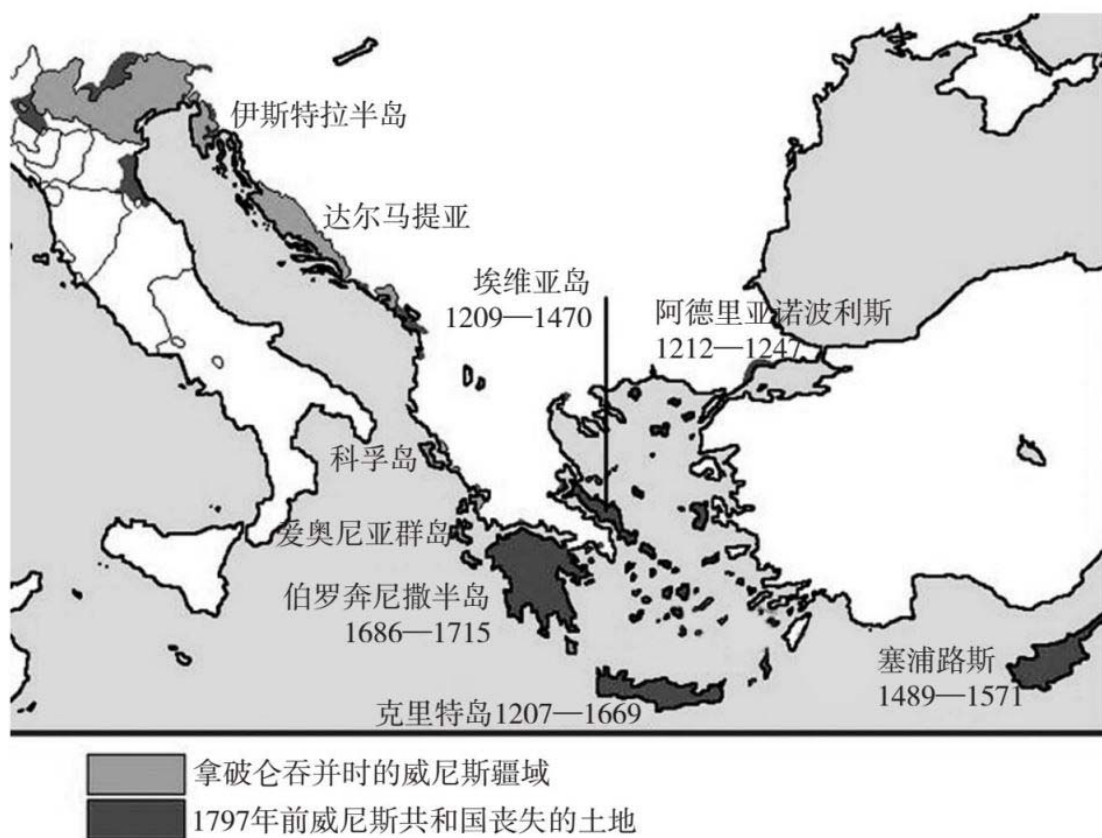 伊斯特拉半岛
达尔马提亚
埃维亚岛
1209—1470
阿德里亚诺波利斯
1212—1247
科孚岛
爱奥尼亚群岛
伯罗奔尼撒半岛
1686—1715
塞浦路斯
1489—1571
克里特岛1207—1669
拿破仑吞并时的威尼斯疆域
1797年前威尼斯共和国丧失的土地